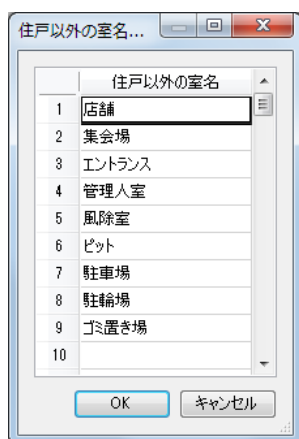 住戸以外の室名...
住戸以外の室名
1 店舗
2 集会場
3 エントランス
4 管理人室
5 風除室
6 ピット
7 駐車場
8 駐輪場
9 ゴミ置き場
10
OK キャンセル